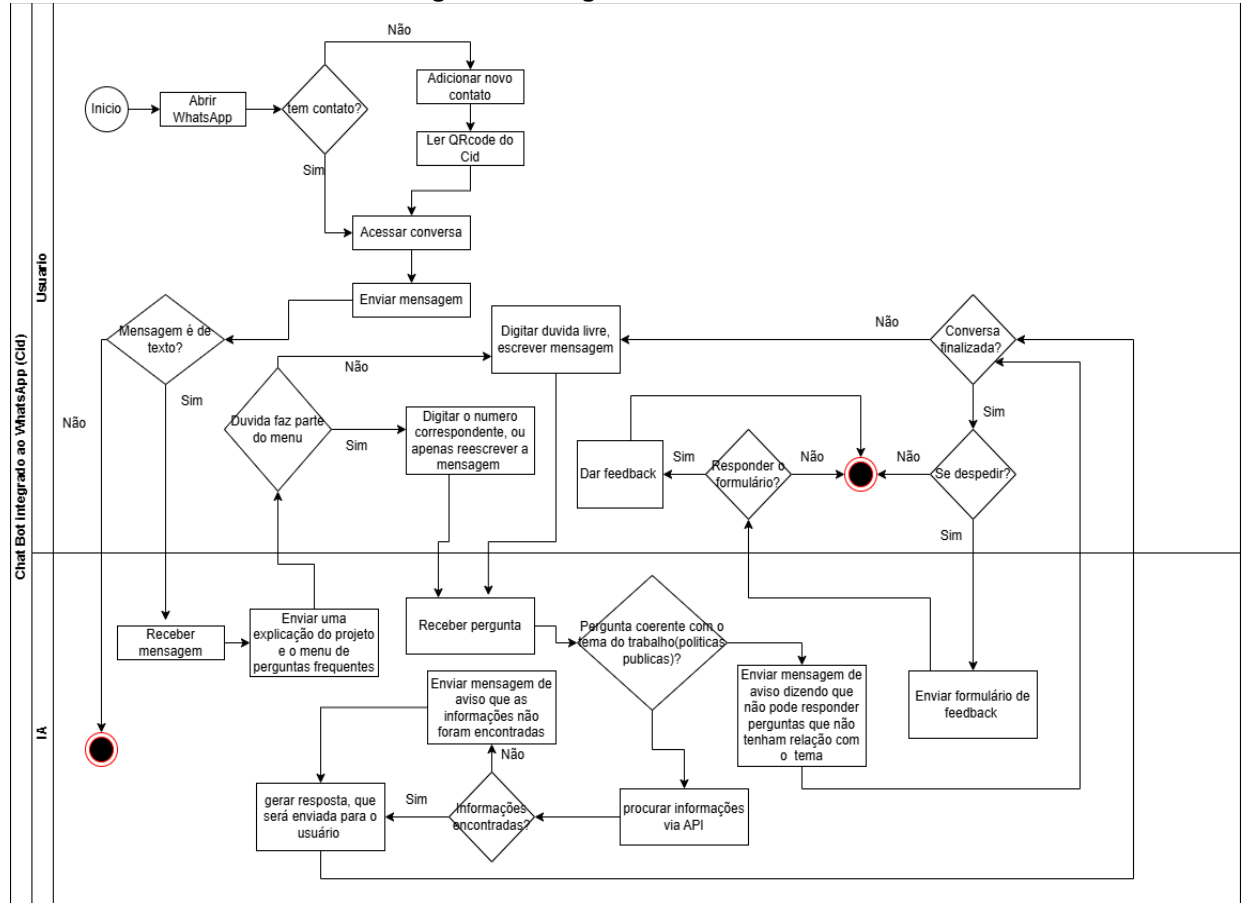 Chat Bot integrado ao WhatsApp (Cid)
Usuario
Não
Inicio
Abrir
WhatsApp
tem contato?
Adicionar novo
contato
Ler QRcode do
Cid
Sim
Acessar conversa
Enviar mensagem
Mensagem é de
texto?
Não
Sim
Duvida faz parte
do menu
Não
Sim
Digitar duvida livre,
escrever mensagem
Digitar o numero
correspondente, ou
apenas reescrever a
mensagem
Não
Conversa
finalizada?
Sim
Dar feedback
Sim
Responder o
formulário?
Não
Não
Se despedir?
Sim
IA
Receber
mensagem
Enviar uma
explicação do projeto
e o menu de
perguntas frequentes
Receber pergunta
Pergunta coerente com o
tema do trabalho(politicas
publicas)?
Enviar mensagem de
aviso dizendo que
não pode responder
perguntas que não
tenham relação com
o tema
Enviar formulário de
feedback
Enviar mensagem de
aviso que as
informações não
foram encontradas
Não
gerar resposta, que
será enviada para o
usuário
Sim
Informações
encontradas?
procurar informações
via API